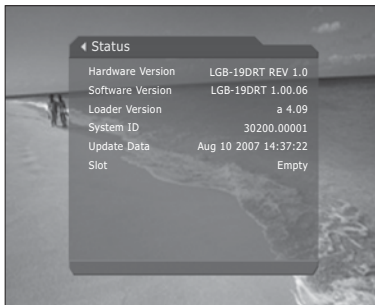 Status
Hardware Version LGB-19DRT REV 1.0
Software Version LGB-19DRT 1.00.06
Loader Version a 4.09
System ID 30200.00001
Update Data Aug 10 2007 14:37:22
Slot Empty